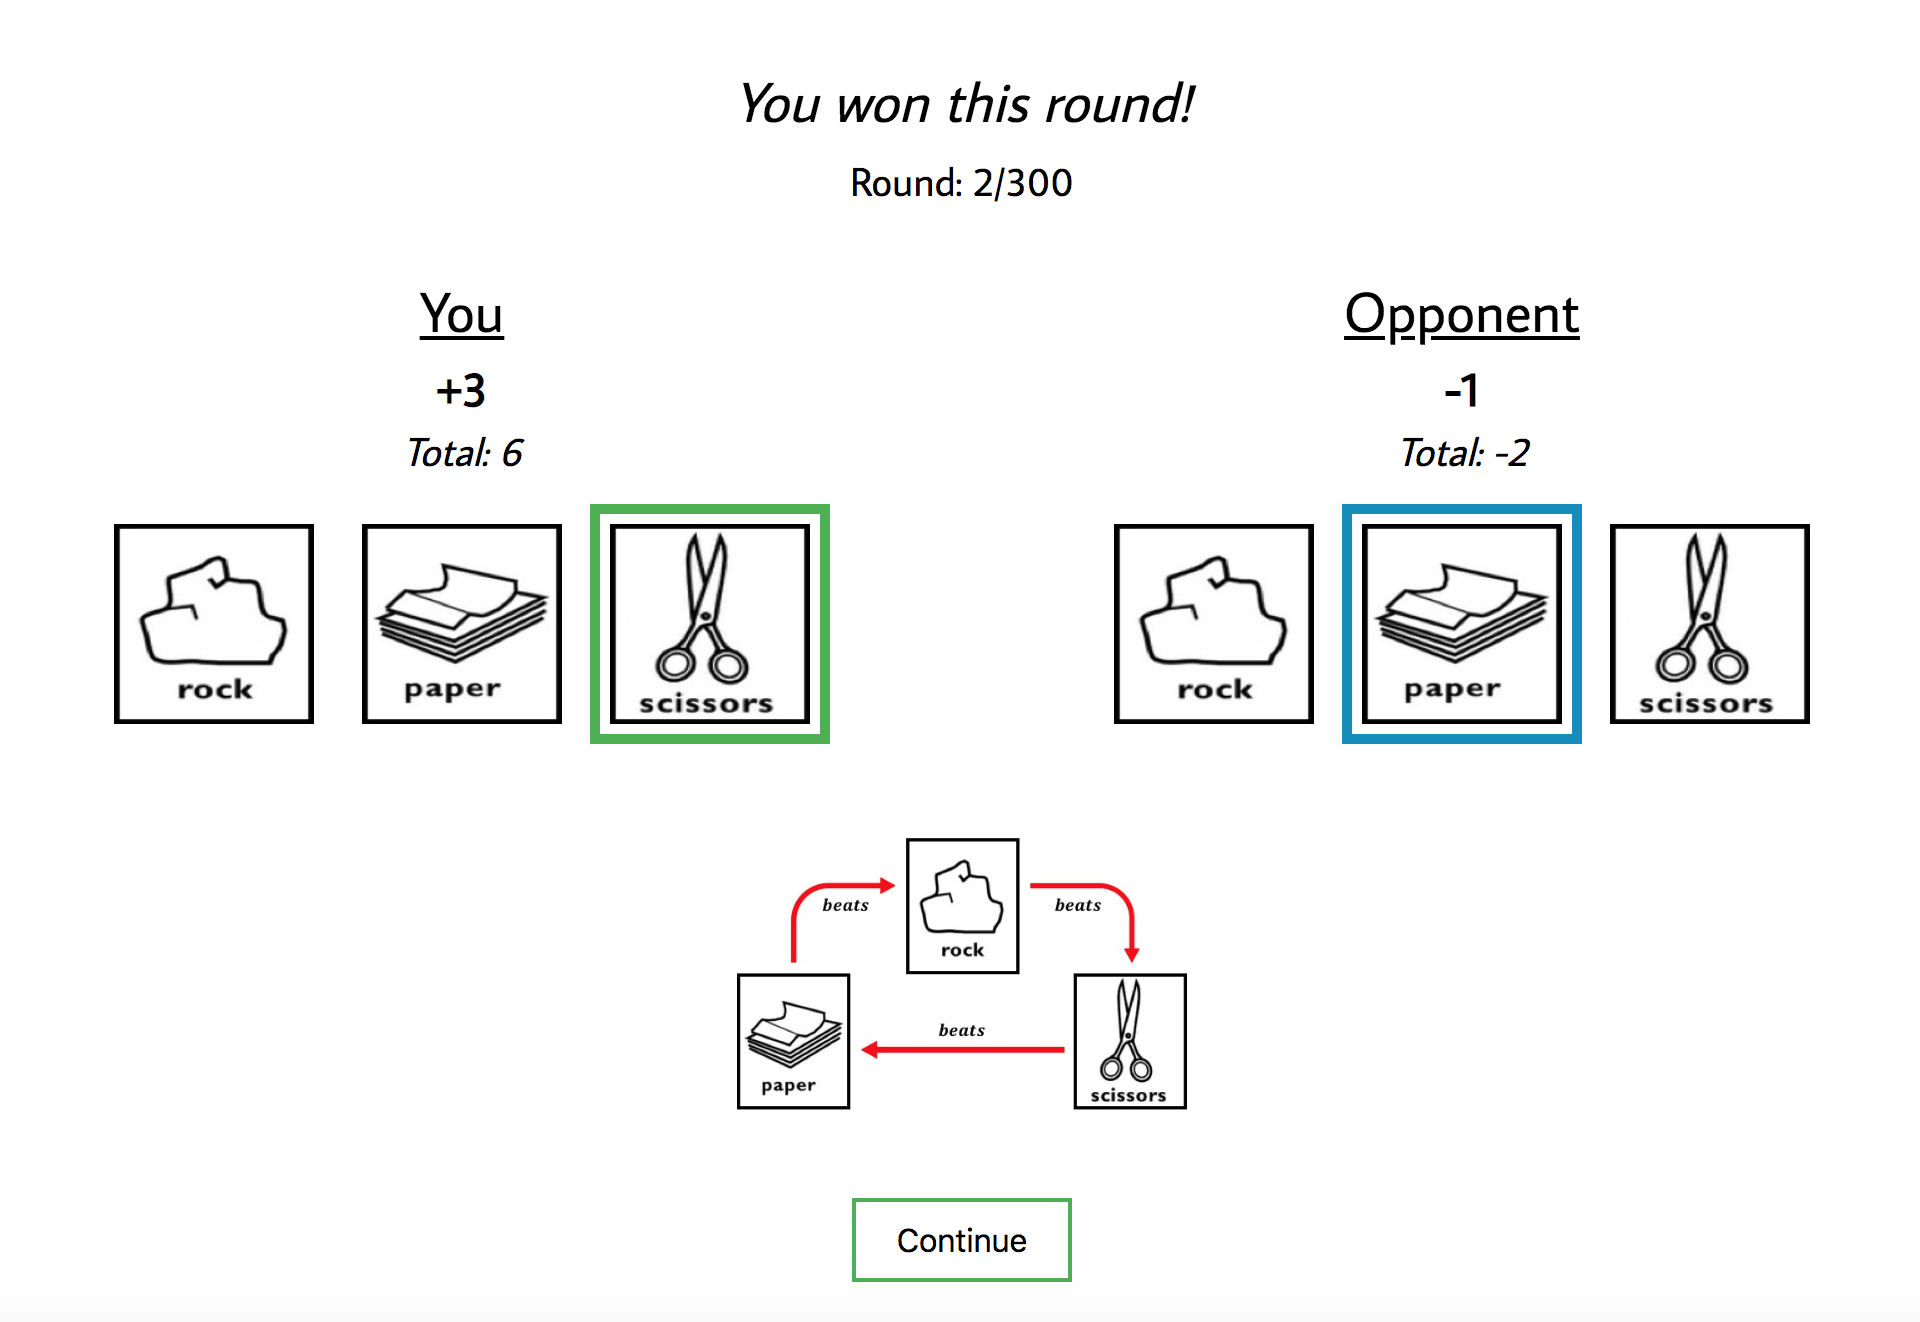 You won this round!
Round: 2/300
You
+3
Total: 6
rock
paper
scissors
Opponent
-1
Total: -2
rock
paper
scissors
rock
beats
beats
paper
beats
scissors
Continue